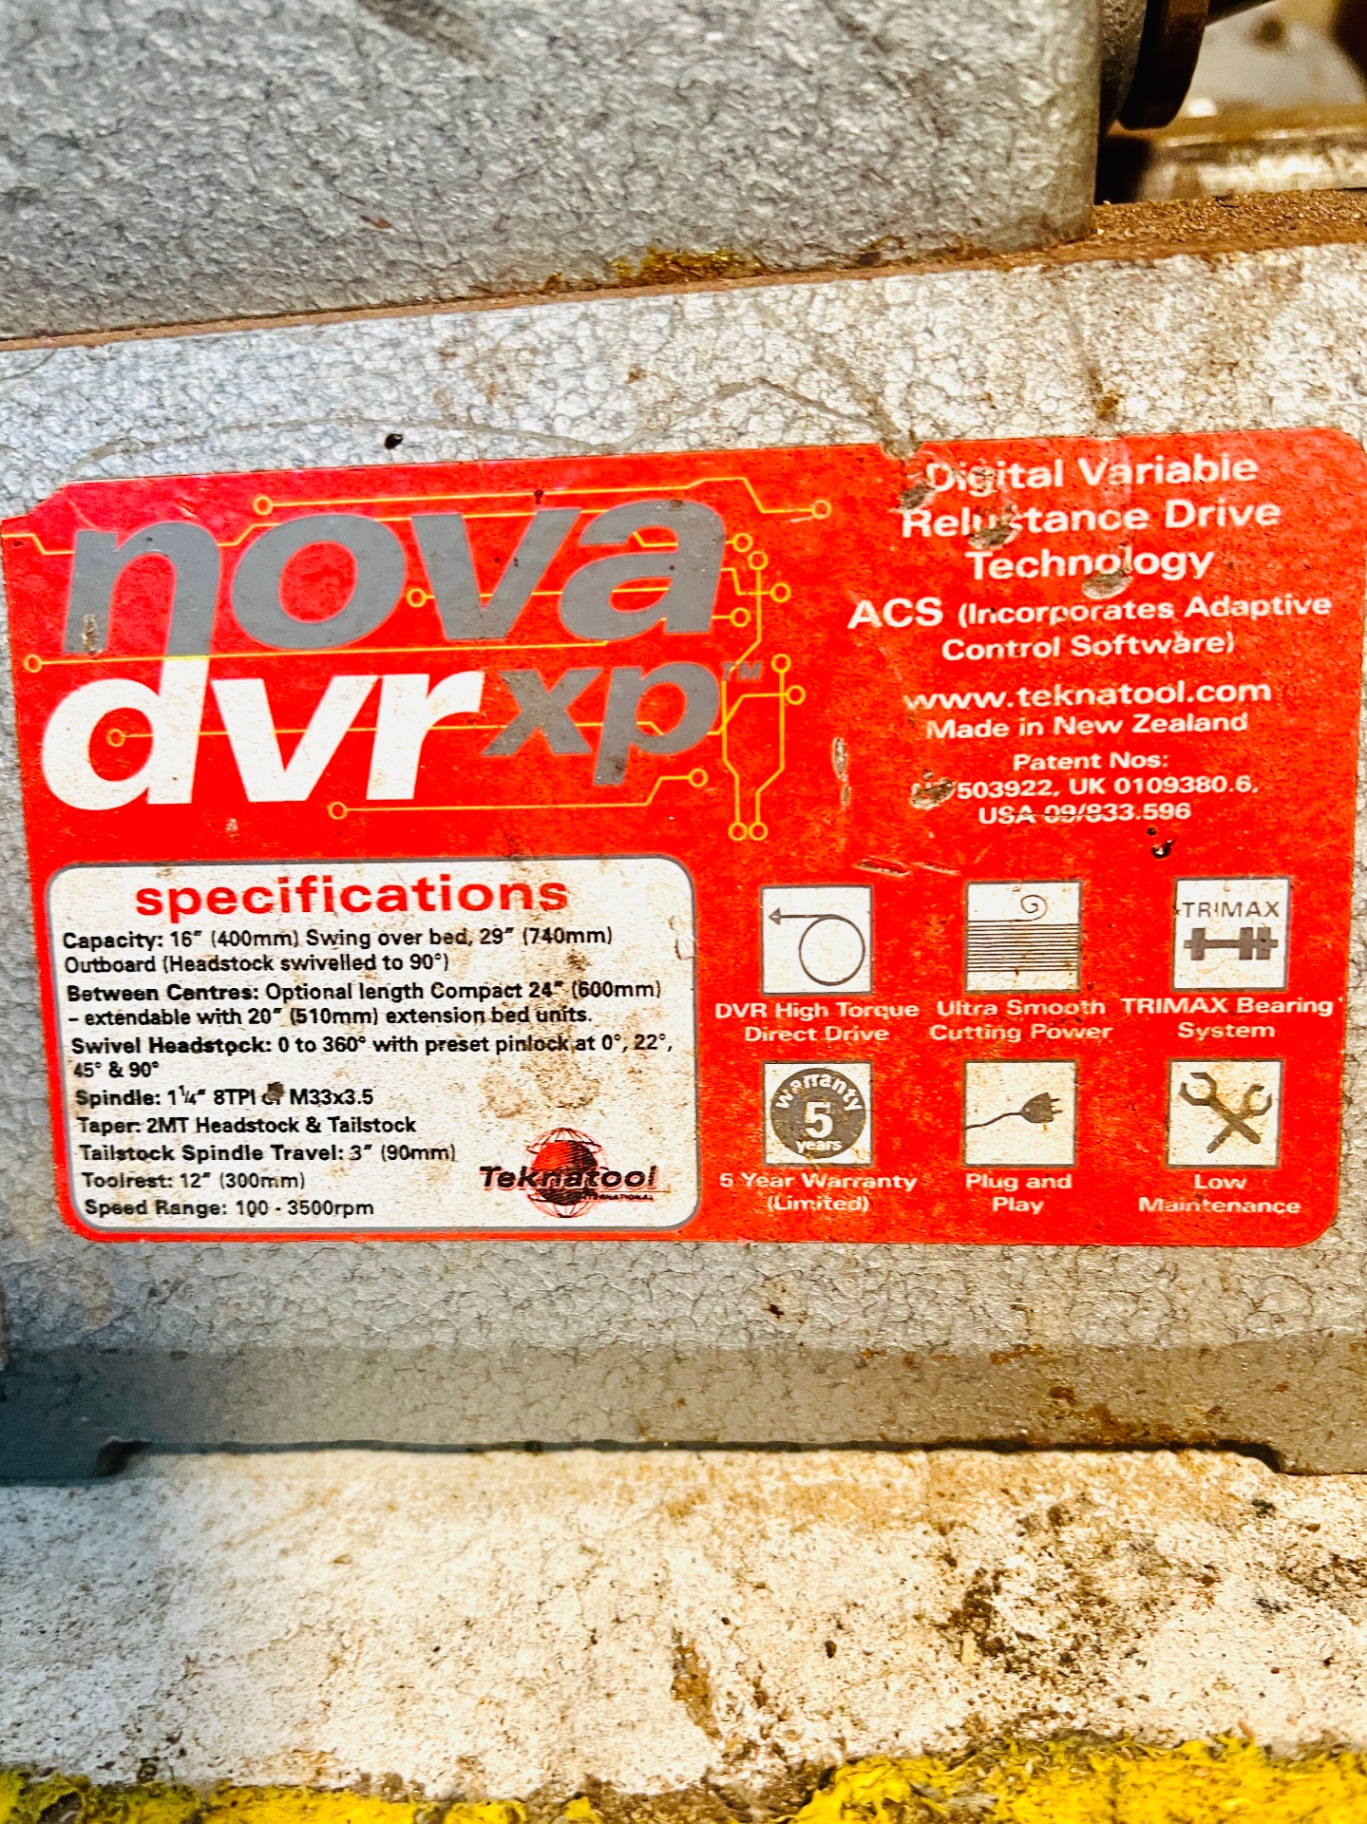 nova
dvr xp™
Digital Variable
Reluctance Drive
Technology
ACS (Incorporates Adaptive
Control Software)
www.teknatool.com
Made in New Zealand
Patent Nos:
503922, UK 0109380.6,
USA 09/833.596
specifications
Capacity: 16" (400mm) Swing over bed, 29" (740mm)
Outboard (Headstock swivelled to 90°)
Between Centres: Optional length Compact 24" (600mm)
– extendable with 20" (510mm) extension bed units.
Swivel Headstock: 0 to 360° with preset pinlock at 0°, 22°,
45° & 90°
Spindle: 1¼" 8TPI or M33x3.5
Taper: 2MT Headstock & Tailstock
Tailstock Spindle Travel: 3" (90mm)
Toolrest: 12" (300mm)
Speed Range: 100 - 3500rpm
Teknatool
INTERNATIONAL
TRIMAX
DVR High Torque
Direct Drive
Ultra Smooth
Cutting Power
TRIMAX Bearing
System
warranty
5
years
5 Year Warranty
(Limited)
Plug and
Play
Low
Maintenance